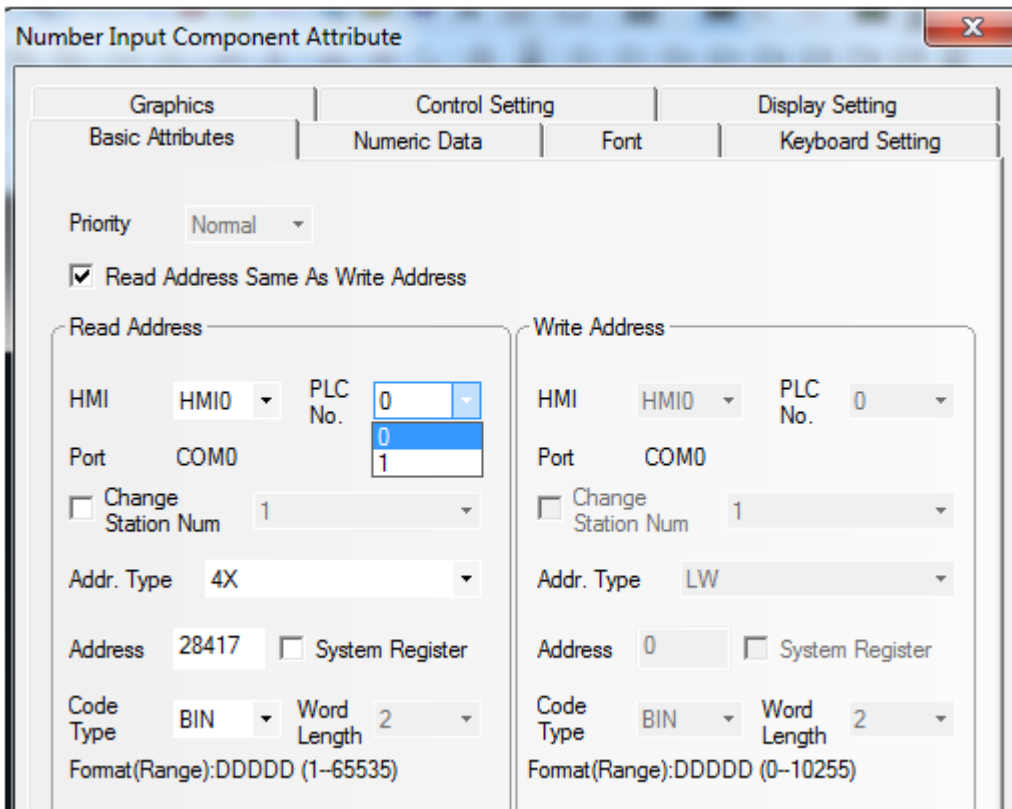 Number Input Component Attribute
X
Graphics Control Setting Display Setting
Basic Attributes Numeric Data Font Keyboard Setting
Priority Normal
Read Address Same As Write Address
Read Address
HMI HMI0 PLC No. 0
0
1
Port COM0
Change
Station Num 1
Addr. Type 4X
Address 28417 System Register
Code
Type BIN Word
Length 2
Format(Range):DDDDD (1--65535)
Write Address
HMI HMI0 PLC No. 0
Port COM0
Change
Station Num 1
Addr. Type LW
Address 0 System Register
Code
Type BIN Word
Length 2
Format(Range):DDDDD (0--10255)